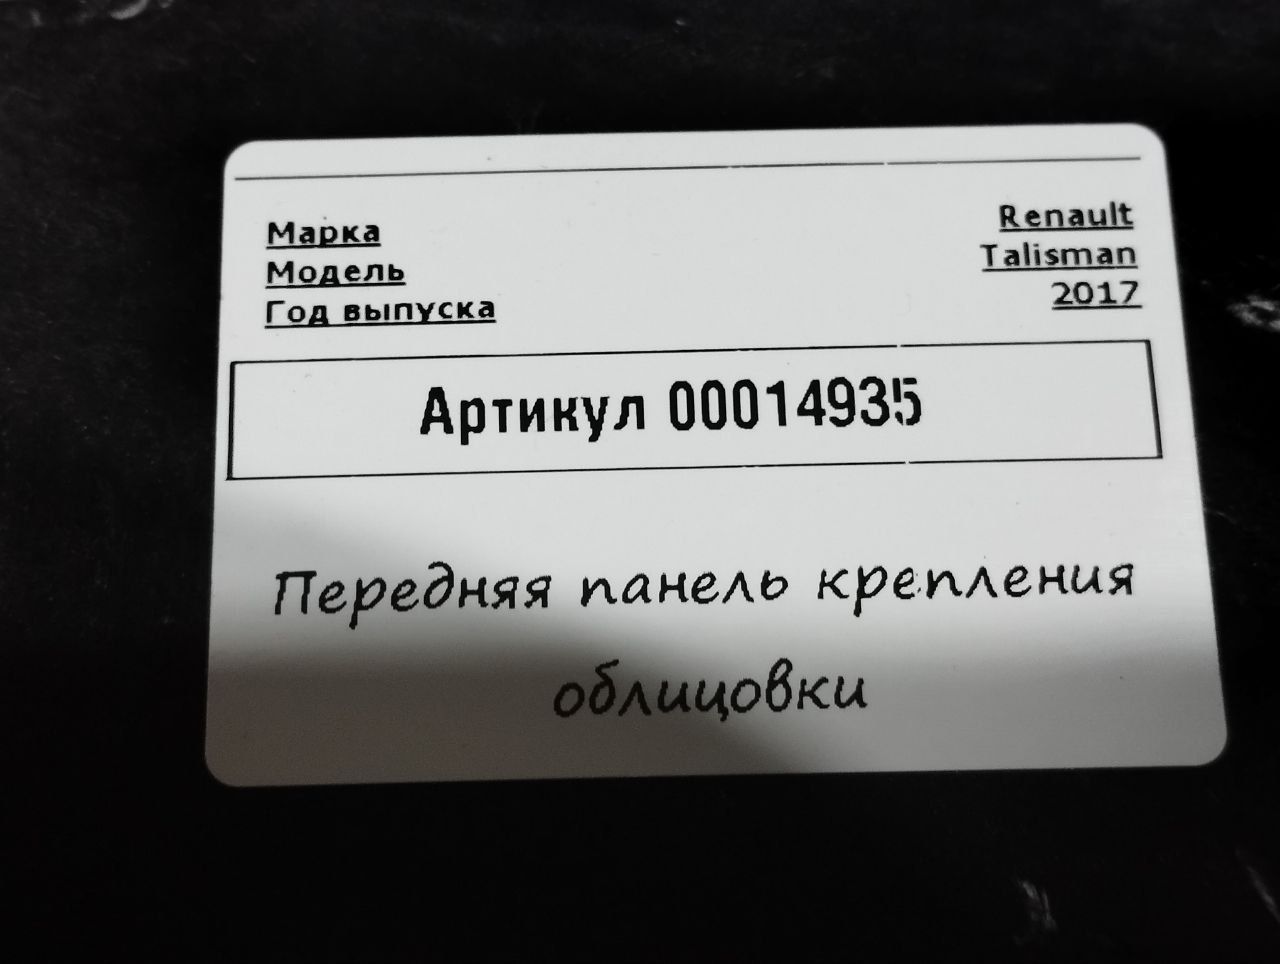 Марка Renault
Модель Talisman
Год выпуска 2017
Артикул 00014935
Передняя панель крепления
облицовки